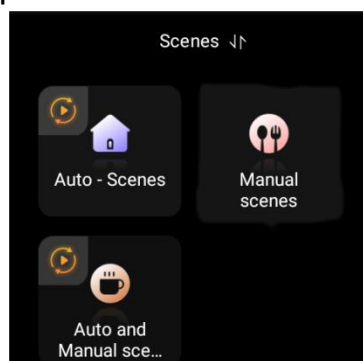 Scenes
Auto - Scenes
Manual
scenes
Auto and
Manual sce...